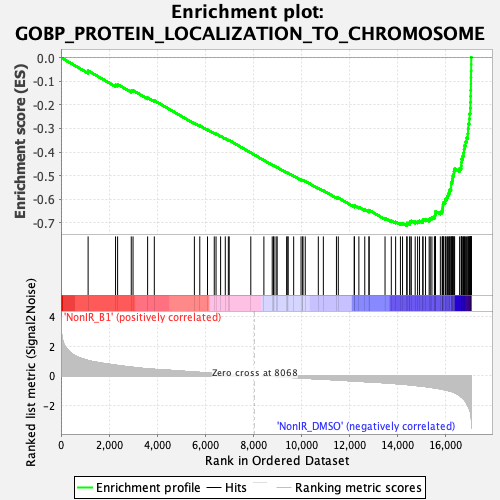 Enrichment plot:
GOBP_PROTEIN_LOCALIZATION_TO_CHROMOSOME
Enrichment score (ES)
0.0
-0.1
-0.2
-0.3
-0.4
-0.5
-0.6
-0.7
Ranked list metric (Signal2Noise)
'NonIR_B1' (positively correlated)
4
2
0
-2
Zero cross at 8068
'NonIR_DMSO' (negatively correlated)
0
2,000
4,000
6,000
8,000
10,000
12,000
14,000
16,000
Rank in Ordered Dataset
Enrichment profile
Hits
Ranking metric scores